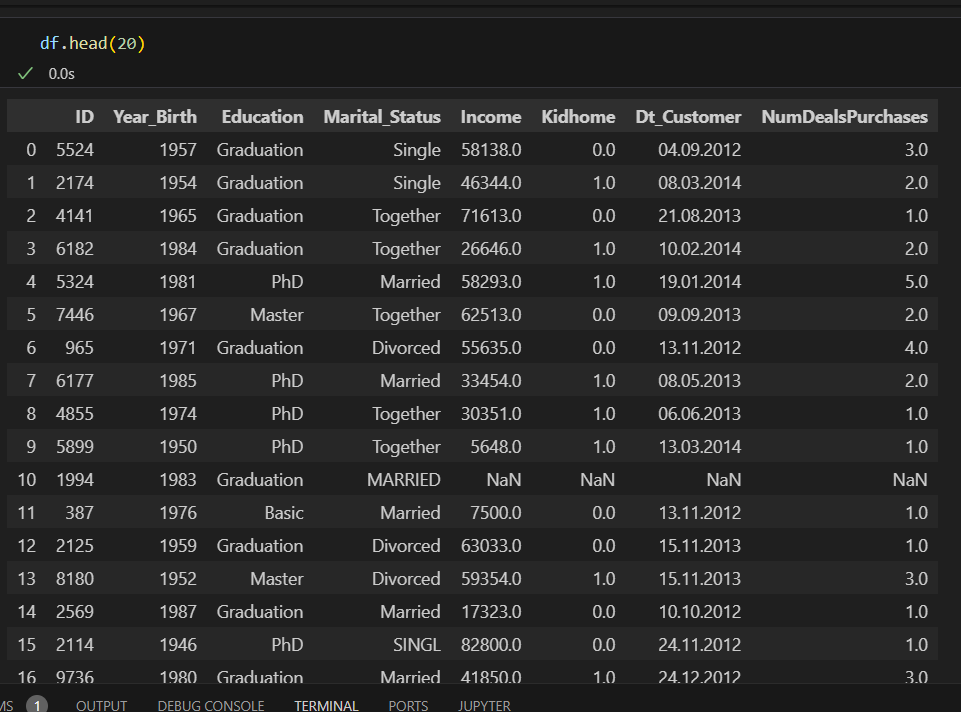 df.head(20)
0.0s
ID Year_Birth Education Marital_Status Income Kidhome Dt_Customer NumDealsPurchases
0 5524 1957 Graduation Single 58138.0 0.0 04.09.2012 3.0
1 2174 1954 Graduation Single 46344.0 1.0 08.03.2014 2.0
2 4141 1965 Graduation Together 71613.0 0.0 21.08.2013 1.0
3 6182 1984 Graduation Together 26646.0 1.0 10.02.2014 2.0
4 5324 1981 PhD Married 58293.0 1.0 19.01.2014 5.0
5 7446 1967 Master Together 62513.0 0.0 09.09.2013 2.0
6 965 1971 Graduation Divorced 55635.0 0.0 13.11.2012 4.0
7 6177 1985 PhD Married 33454.0 1.0 08.05.2013 2.0
8 4855 1974 PhD Together 30351.0 1.0 06.06.2013 1.0
9 5899 1950 PhD Together 5648.0 1.0 13.03.2014 1.0
10 1994 1983 Graduation MARRIED NaN NaN NaN NaN
11 387 1976 Basic Married 7500.0 0.0 13.11.2012 1.0
12 2125 1959 Graduation Divorced 63033.0 0.0 15.11.2013 1.0
13 8180 1952 Master Divorced 59354.0 1.0 15.11.2013 3.0
14 2569 1987 Graduation Married 17323.0 0.0 10.10.2012 1.0
15 2114 1946 PhD SINGL 82800.0 0.0 24.11.2012 1.0
16 9736 1980 Graduation Married 41850.0 1.0 24.12.2012 3.0
MS 1 OUTPUT DEBUG CONSOLE TERMINAL PORTS JUPYTER